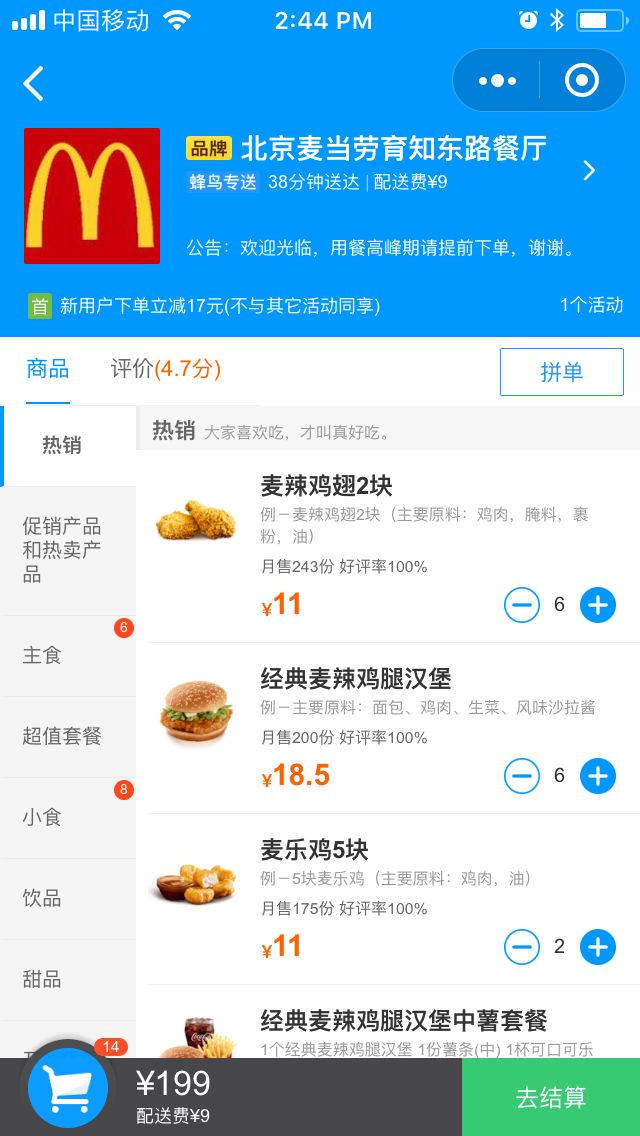 中国移动
2:44 PM
品牌 北京麦当劳育知东路餐厅
蜂鸟专送 38分钟送达 | 配送费¥9
公告：欢迎光临，用餐高峰期请提前下单，谢谢。
首 新用户下单立减17元(不与其它活动同享) 1个活动
商品 评价(4.7分) 拼单
热销
促销产品
和热卖产
品
主食 6
超值套餐
小食 8
饮品
甜品
热销 大家喜欢吃，才叫真好吃。
麦辣鸡翅2块
例－麦辣鸡翅2块（主要原料：鸡肉，腌料，裹
粉，油）
月售243份 好评率100%
¥11 6
经典麦辣鸡腿汉堡
例－主要原料：面包、鸡肉、生菜、风味沙拉酱
月售200份 好评率100%
¥18.5 6
麦乐鸡5块
例－5块麦乐鸡（主要原料：鸡肉，油）
月售175份 好评率100%
¥11 2
经典麦辣鸡腿汉堡中薯套餐
1个经典麦辣鸡腿汉堡 1份薯条(中) 1杯可口可乐
14
¥199
配送费¥9
去结算